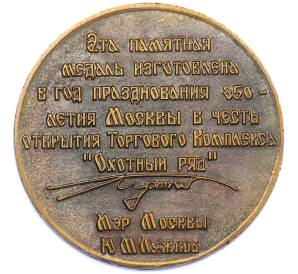 Эта памятная
медаль изготовлена
в год празднования 850-
летия Москвы в честь
открытия Торгового Комплекса
"Охотный ряд"
Мэр Москвы
Ю М Лужков